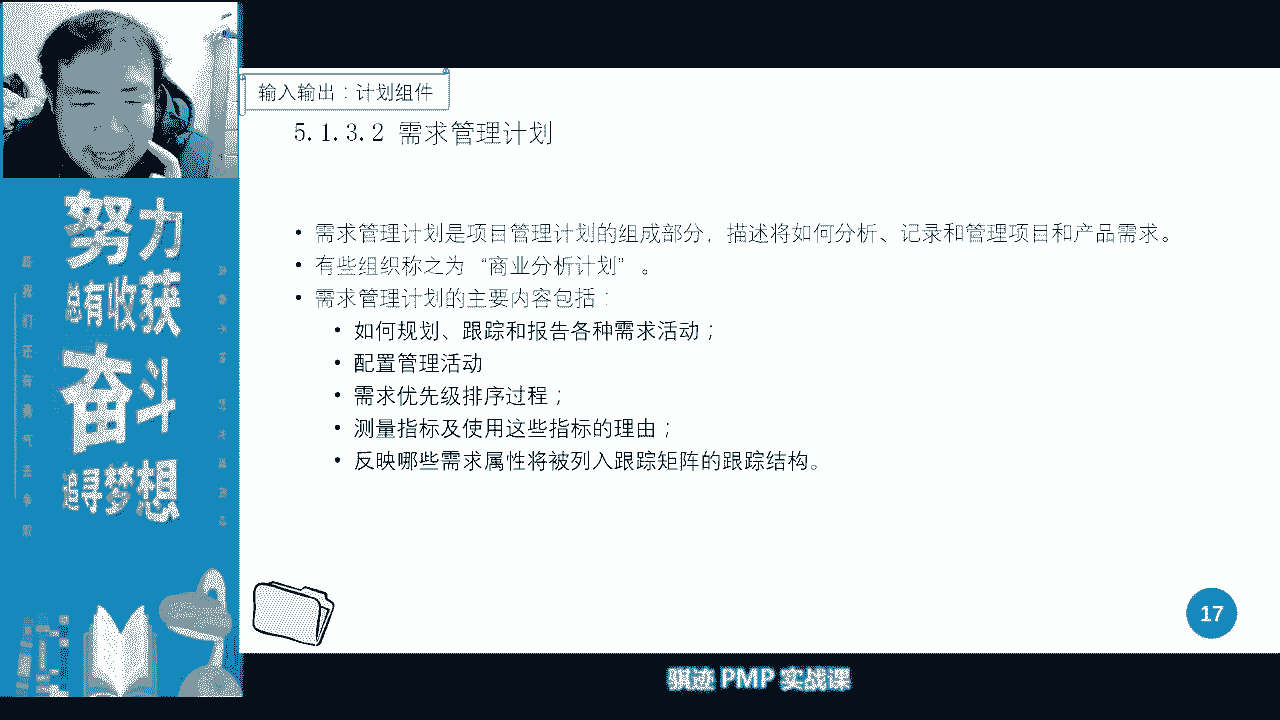 输入输出：计划组件
5.1.3.2 需求管理计划
• 需求管理计划是项目管理计划的组成部分，描述将如何分析、记录和管理项目和产品需求。
• 有些组织称之为“商业分析计划”。
• 需求管理计划的主要内容包括：
• 如何规划、跟踪和报告各种需求活动；
• 配置管理活动
• 需求优先级排序过程；
• 测量指标及使用这些指标的理由；
• 反映哪些需求属性将被列入跟踪矩阵的跟踪结构。
17
努力
总有收获
奋斗
追寻梦想
骐迹 PMP 实战课